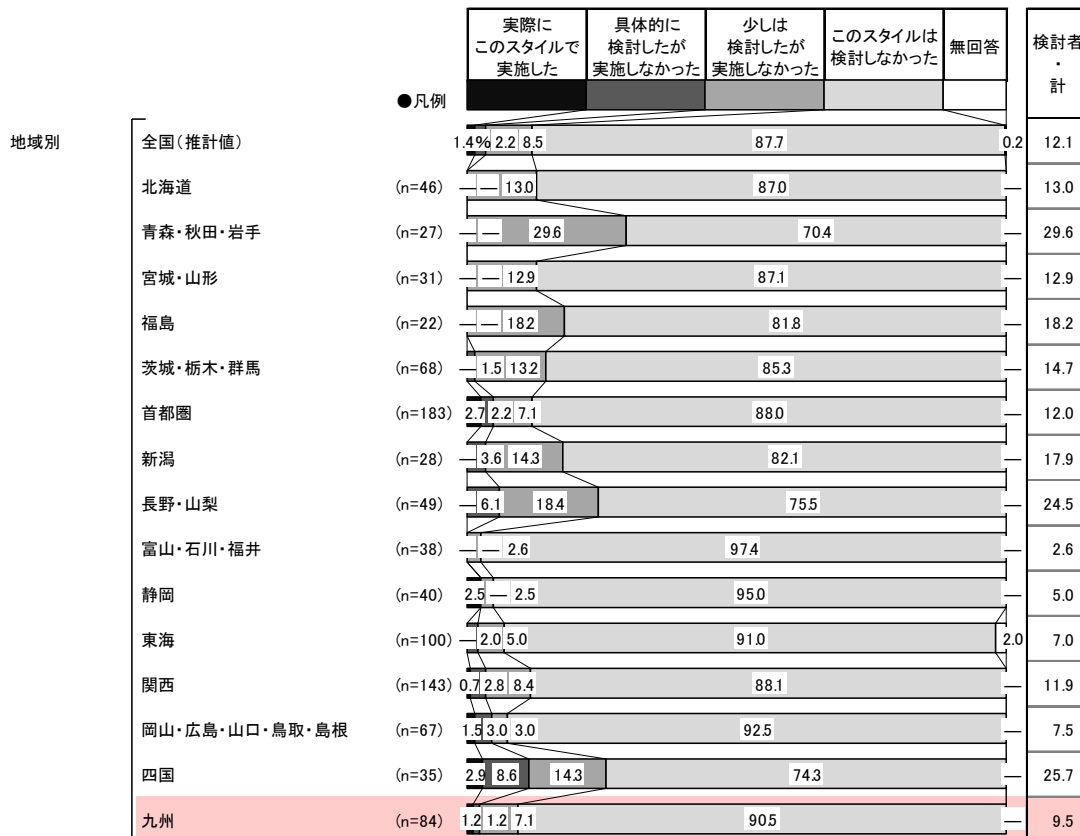 実際に
このスタイルで
実施した
具体的に
検討したが
実施しなかった
少しは
検討したが
実施しなかった
このスタイルは
検討しなかった
無回答
検討者
・
計
●凡例
地域別
全国(推計値) 1.4% 2.2 8.5 87.7 0.2 12.1
北海道 (n=46) — — 13.0 87.0 — 13.0
青森・秋田・岩手 (n=27) — — 29.6 70.4 — 29.6
宮城・山形 (n=31) — — 12.9 87.1 — 12.9
福島 (n=22) — — 18.2 81.8 — 18.2
茨城・栃木・群馬 (n=68) — 1.5 13.2 85.3 — 14.7
首都圏 (n=183) 2.7 2.2 7.1 88.0 — 12.0
新潟 (n=28) — 3.6 14.3 82.1 — 17.9
長野・山梨 (n=49) — 6.1 18.4 75.5 — 24.5
富山・石川・福井 (n=38) — — 2.6 97.4 — 2.6
静岡 (n=40) 2.5 — 2.5 95.0 — 5.0
東海 (n=100) — 2.0 5.0 91.0 2.0 7.0
関西 (n=143) 0.7 2.8 8.4 88.1 — 11.9
岡山・広島・山口・鳥取・島根 (n=67) 1.5 3.0 3.0 92.5 — 7.5
四国 (n=35) 2.9 8.6 14.3 74.3 — 25.7
九州 (n=84) 1.2 1.2 7.1 90.5 — 9.5